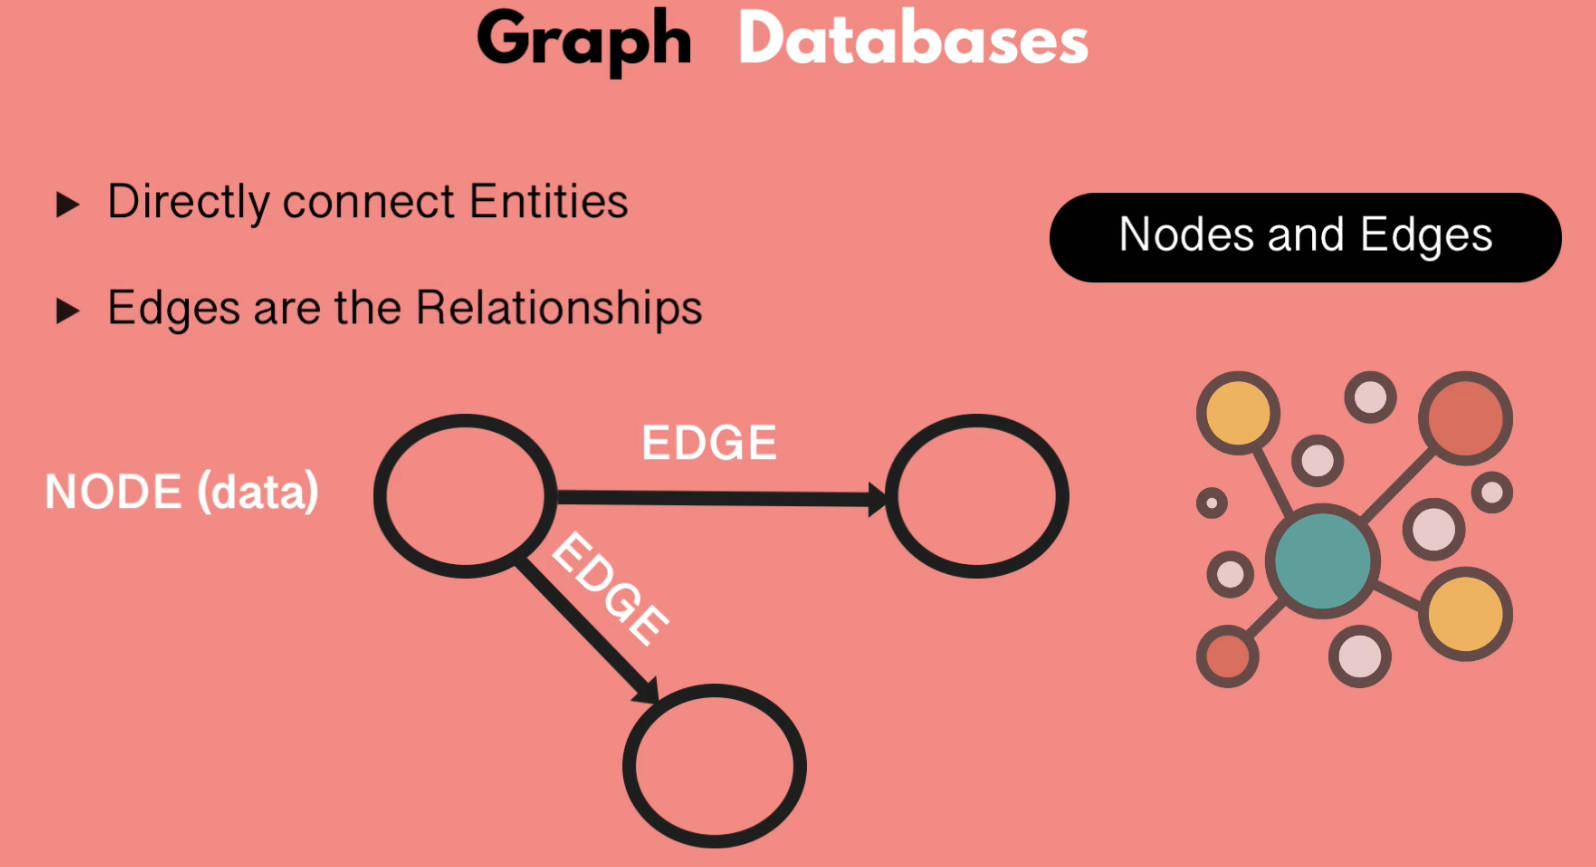 Graph Databases
Directly connect Entities
Nodes and Edges
Edges are the Relationships
EDGE
NODE (data)
EDGE